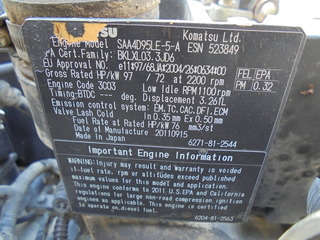 Komatsu Ltd.
Engine Model SAA4D95LE-5-A ESN 523849
EPA Cert.Family: BKLXL03.3JD6
EU Approval NO. e11*97/68JA*2004/26*0634*00
Gross Rated HP/kW 97 / 72 at 2200 rpm
Engine Code 3003 Low Idle RPM 1100rpm
Timing-BTDC --- deg. Displacement 3.26 L
Emission control system: EM,TC,CAC,DFI,ECM
Valve Lash Cold In 0.35 mm Ex 0.50 mm
Fuel Rate at Rated HP 76 mm3/st
Date of Manufacture 20110915
Made in Japan 6271-81-2544
FEL EPA
PM 0.32
Important Engine Information
WARNING: Injury may result and warranty is voided
if fuel rate, rpm or altitudes exceed published
maximum values for this model and application.
This Engine conforms to
2011 U.S.EPA and California
regulations large non-road compression ignition
engines and is certified to operate
on diesel fuel. 6204-81-2563